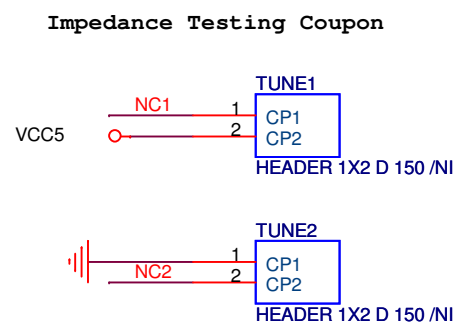 Impedance Testing Coupon
TUNE1
NC1
1
CP1
VCC5
2
CP2
HEADER 1X2 D 150 /NI
TUNE2
1
CP1
NC2
2
CP2
HEADER 1X2 D 150 /NI